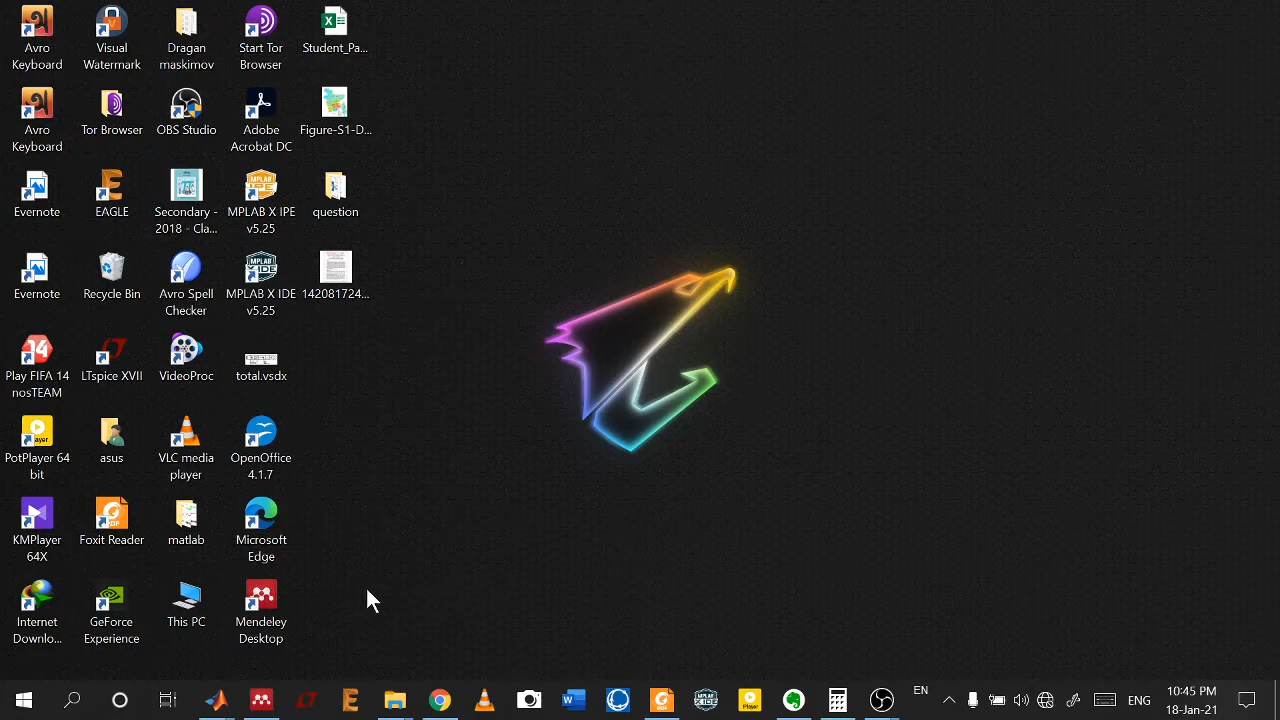 Avro
Keyboard
Visual
Watermark
Dragan
maskimov
Start Tor
Browser
Student_Pa...
Avro
Keyboard
Tor Browser
OBS Studio
Adobe
Acrobat DC
Figure-S1-D...
Evernote
EAGLE
Secondary -
2018 - Cla...
MPLAB X IPE
v5.25
question
Evernote
Recycle Bin
Avro Spell
Checker
MPLAB X IDE
v5.25
142081724...
Play FIFA 14
nosTEAM
LTspice XVII
VideoProc
total.vsdx
PotPlayer 64
bit
asus
VLC media
player
OpenOffice
4.1.7
KMPlayer
64X
Foxit Reader
matlab
Microsoft
Edge
Internet
Downlo...
GeForce
Experience
This PC
Mendeley
Desktop
EN
ENG
10:45 PM
18-Jan-21